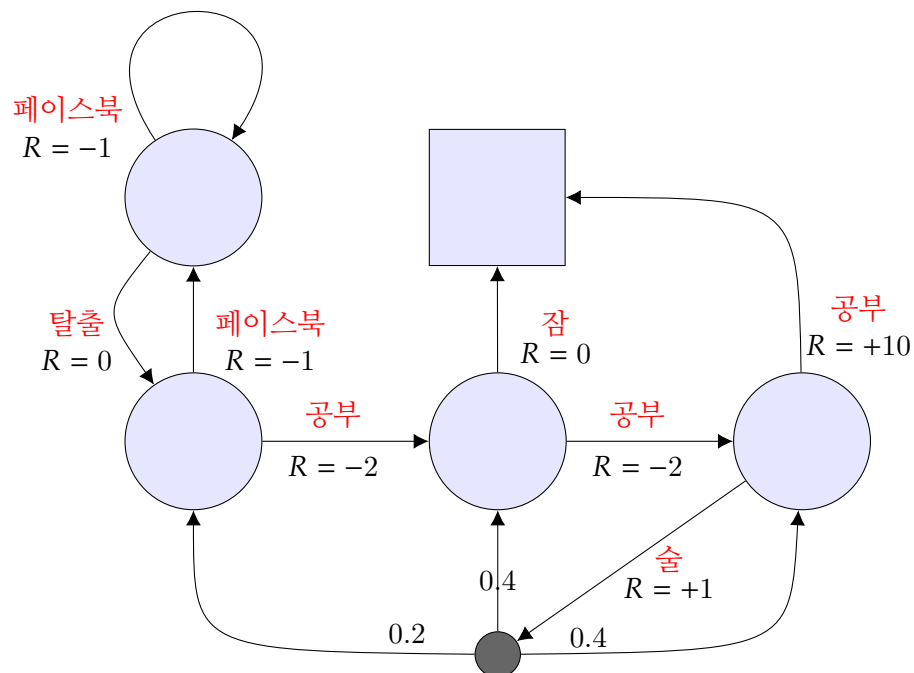 페이스북
R = −1
탈출
R = 0
페이스북
R = −1
잠
R = 0
공부
R = +10
공부
R = −2
공부
R = −2
술
R = +1
0.4
0.2
0.4